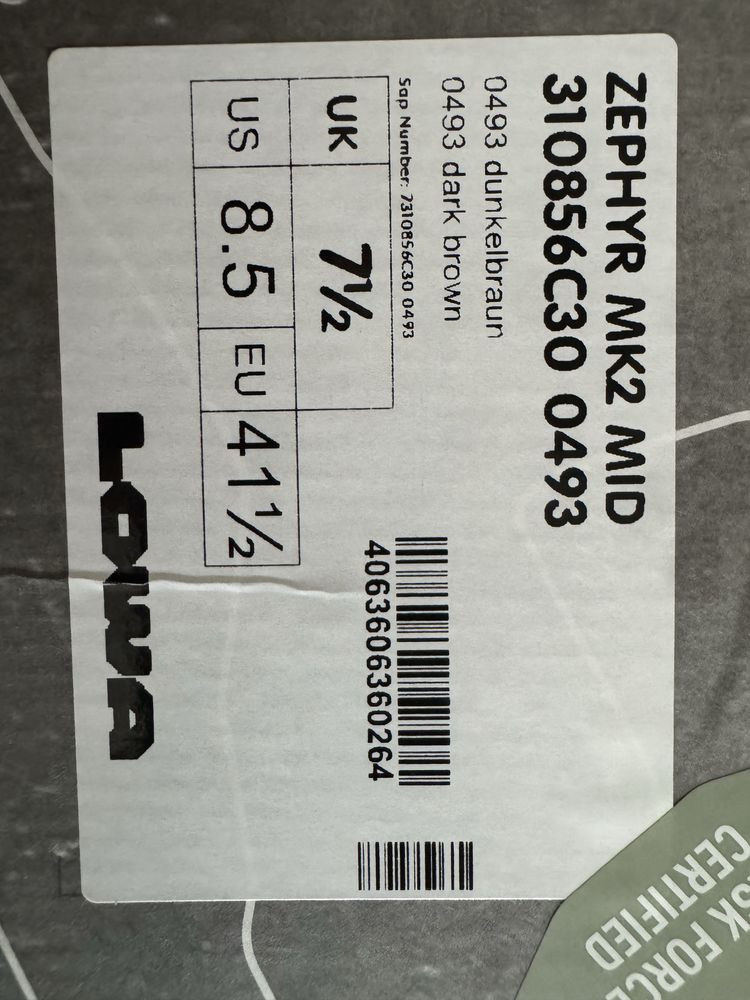 ZEPHYR MK2 MID
310856C30 0493
0493 dunkelbraun
0493 dark brown
Sap Number: 7310856C30 0493
UK 7½
US 8.5 EU 41½
4063606360264
LOWA
SK FORCE
CERTIFIED